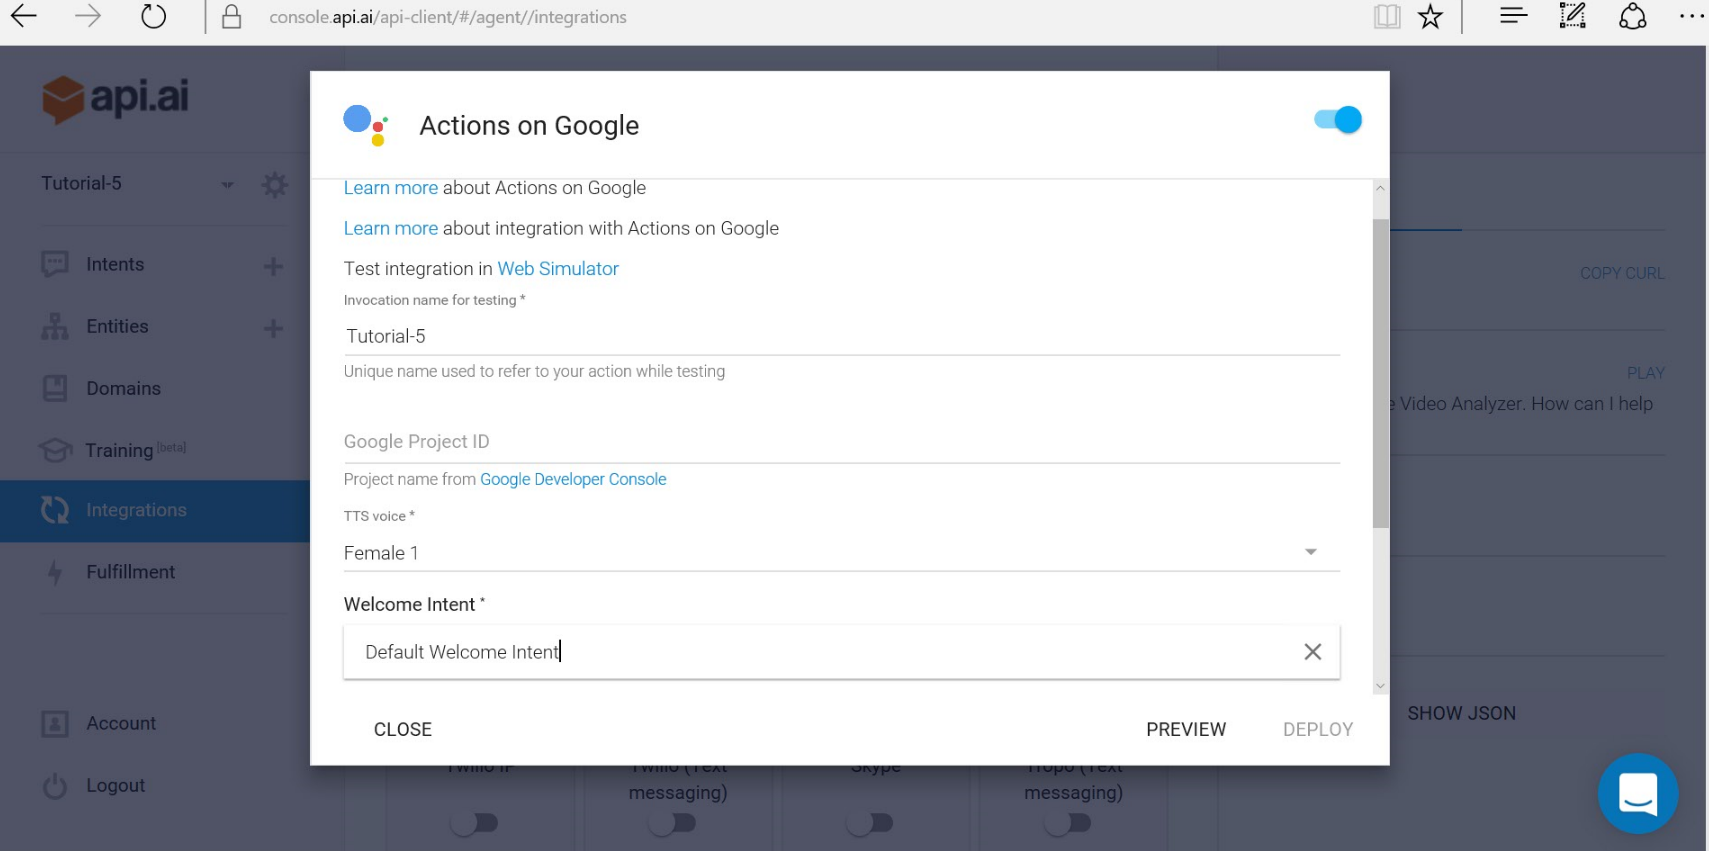 console.api.ai/api-client/#/agent//integrations
api.ai
Tutorial-5
Intents
Entities
Domains
Training [beta]
Integrations
Fulfillment
Account
Logout
Actions on Google
Learn more about Actions on Google
Learn more about integration with Actions on Google
Test integration in Web Simulator
Invocation name for testing *
Tutorial-5
Unique name used to refer to your action while testing
Google Project ID
Project name from Google Developer Console
TTS voice *
Female 1
Welcome Intent *
Default Welcome Intent
CLOSE
PREVIEW
DEPLOY
COPY CURL
PLAY
Video Analyzer. How can I help
SHOW JSON
Twilio IP
Twilio (Text
messaging)
Skype
Tropo (Text
messaging)